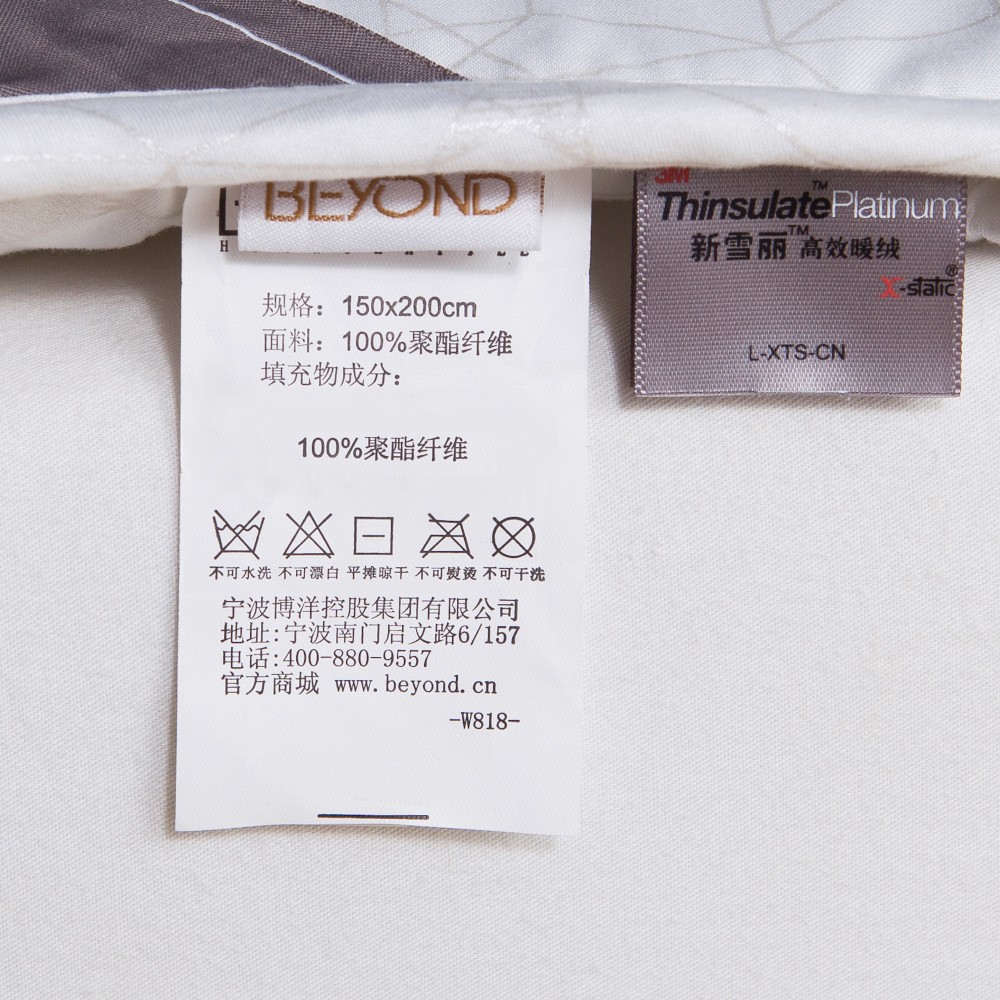 BEYOND
规格：150x200cm
面料：100%聚酯纤维
填充物成分：
100%聚酯纤维
不可水洗 不可漂白 平摊晾干 不可熨烫 不可干洗
宁波博洋控股集团有限公司
地址:宁波南门启文路6/157
电话:400-880-9557
官方商城 www.beyond.cn
-W818-
3M
Thinsulate™ Platinum
新雪丽™高效暖绒
X-static®
L-XTS-CN